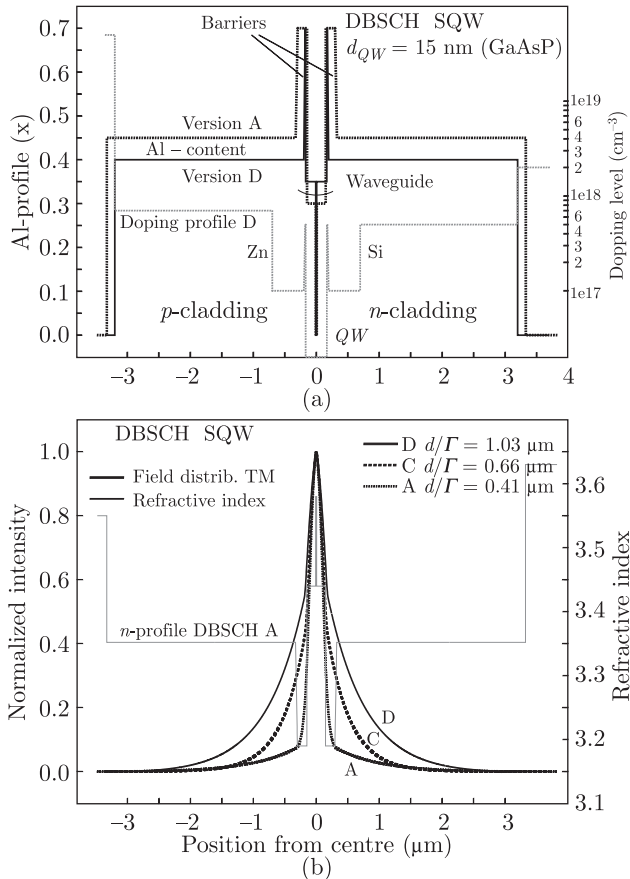 DBSCH SQW
d_QW = 15 nm (GaAsP)
Barriers
Version A
Al – content
Version D
Waveguide
Doping profile D
Zn
Si
p-cladding
n-cladding
QW
Al-profile (x)
0.7
0.6
0.5
0.4
0.3
0.2
0.1
0.0
Dopping level (cm⁻³)
1e19
6
4
3
2
1e18
6
4
3
2
1e17
–3 –2 –1 0 1 2 3 4
(a)
DBSCH SQW
Field distrib. TM
Refractive index
D d/Γ = 1.03 μm
C d/Γ = 0.66 μm
A d/Γ = 0.41 μm
n-profile DBSCH A
D
C
A
Normalized intensity
1.0
0.8
0.6
0.4
0.2
0.0
Refractive index
3.6
3.5
3.4
3.3
3.2
3.1
–3 –2 –1 0 1 2 3
Position from centre (μm)
(b)